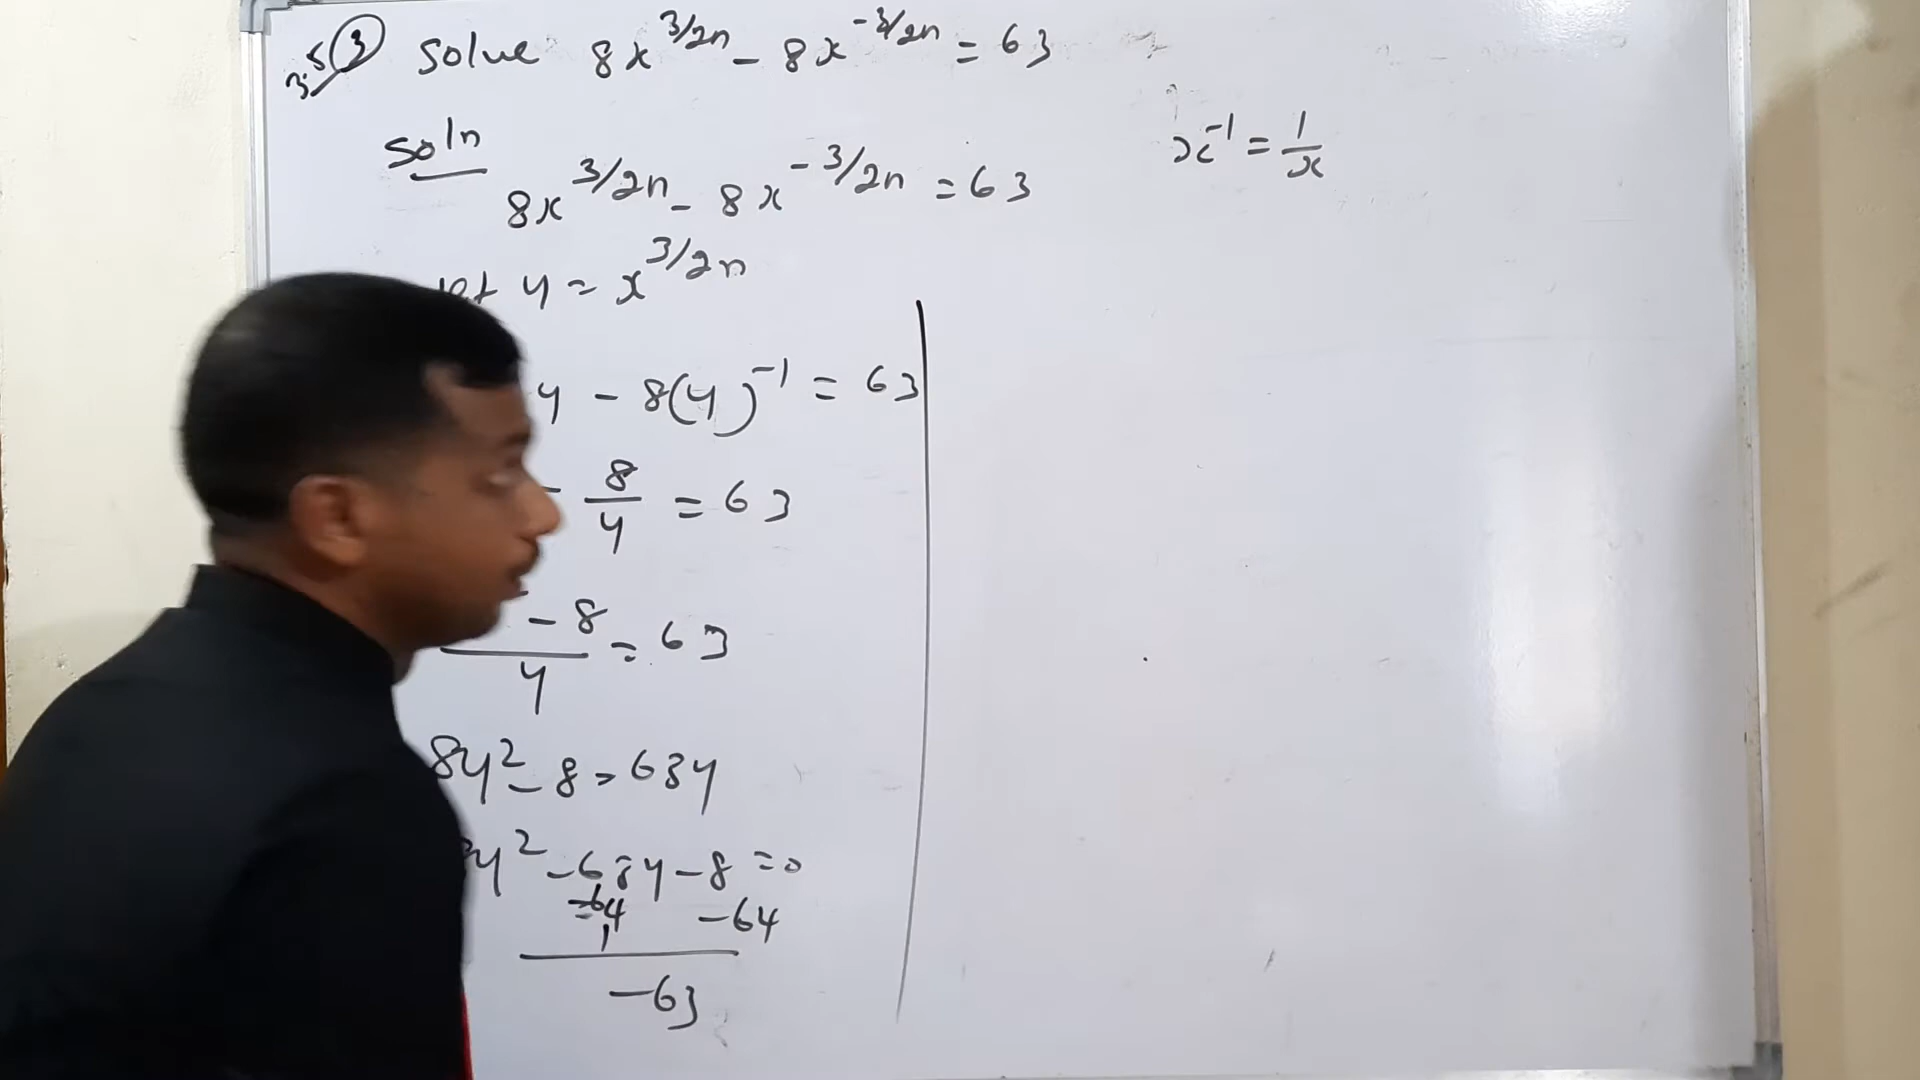 3.5 ③ Solve 8x^{3/2n} - 8x^{-3/2n} = 63
Soln
8x^{3/2n} - 8x^{-3/2n} = 63
x^{-1} = 1/x
let y = x^{3/2n}
y - 8(y)^{-1} = 63
- 8/y = 63
- 8 / y = 63
8y² - 8 = 63y
8y² - 63y - 8 = 0
-64 -64
1
-63